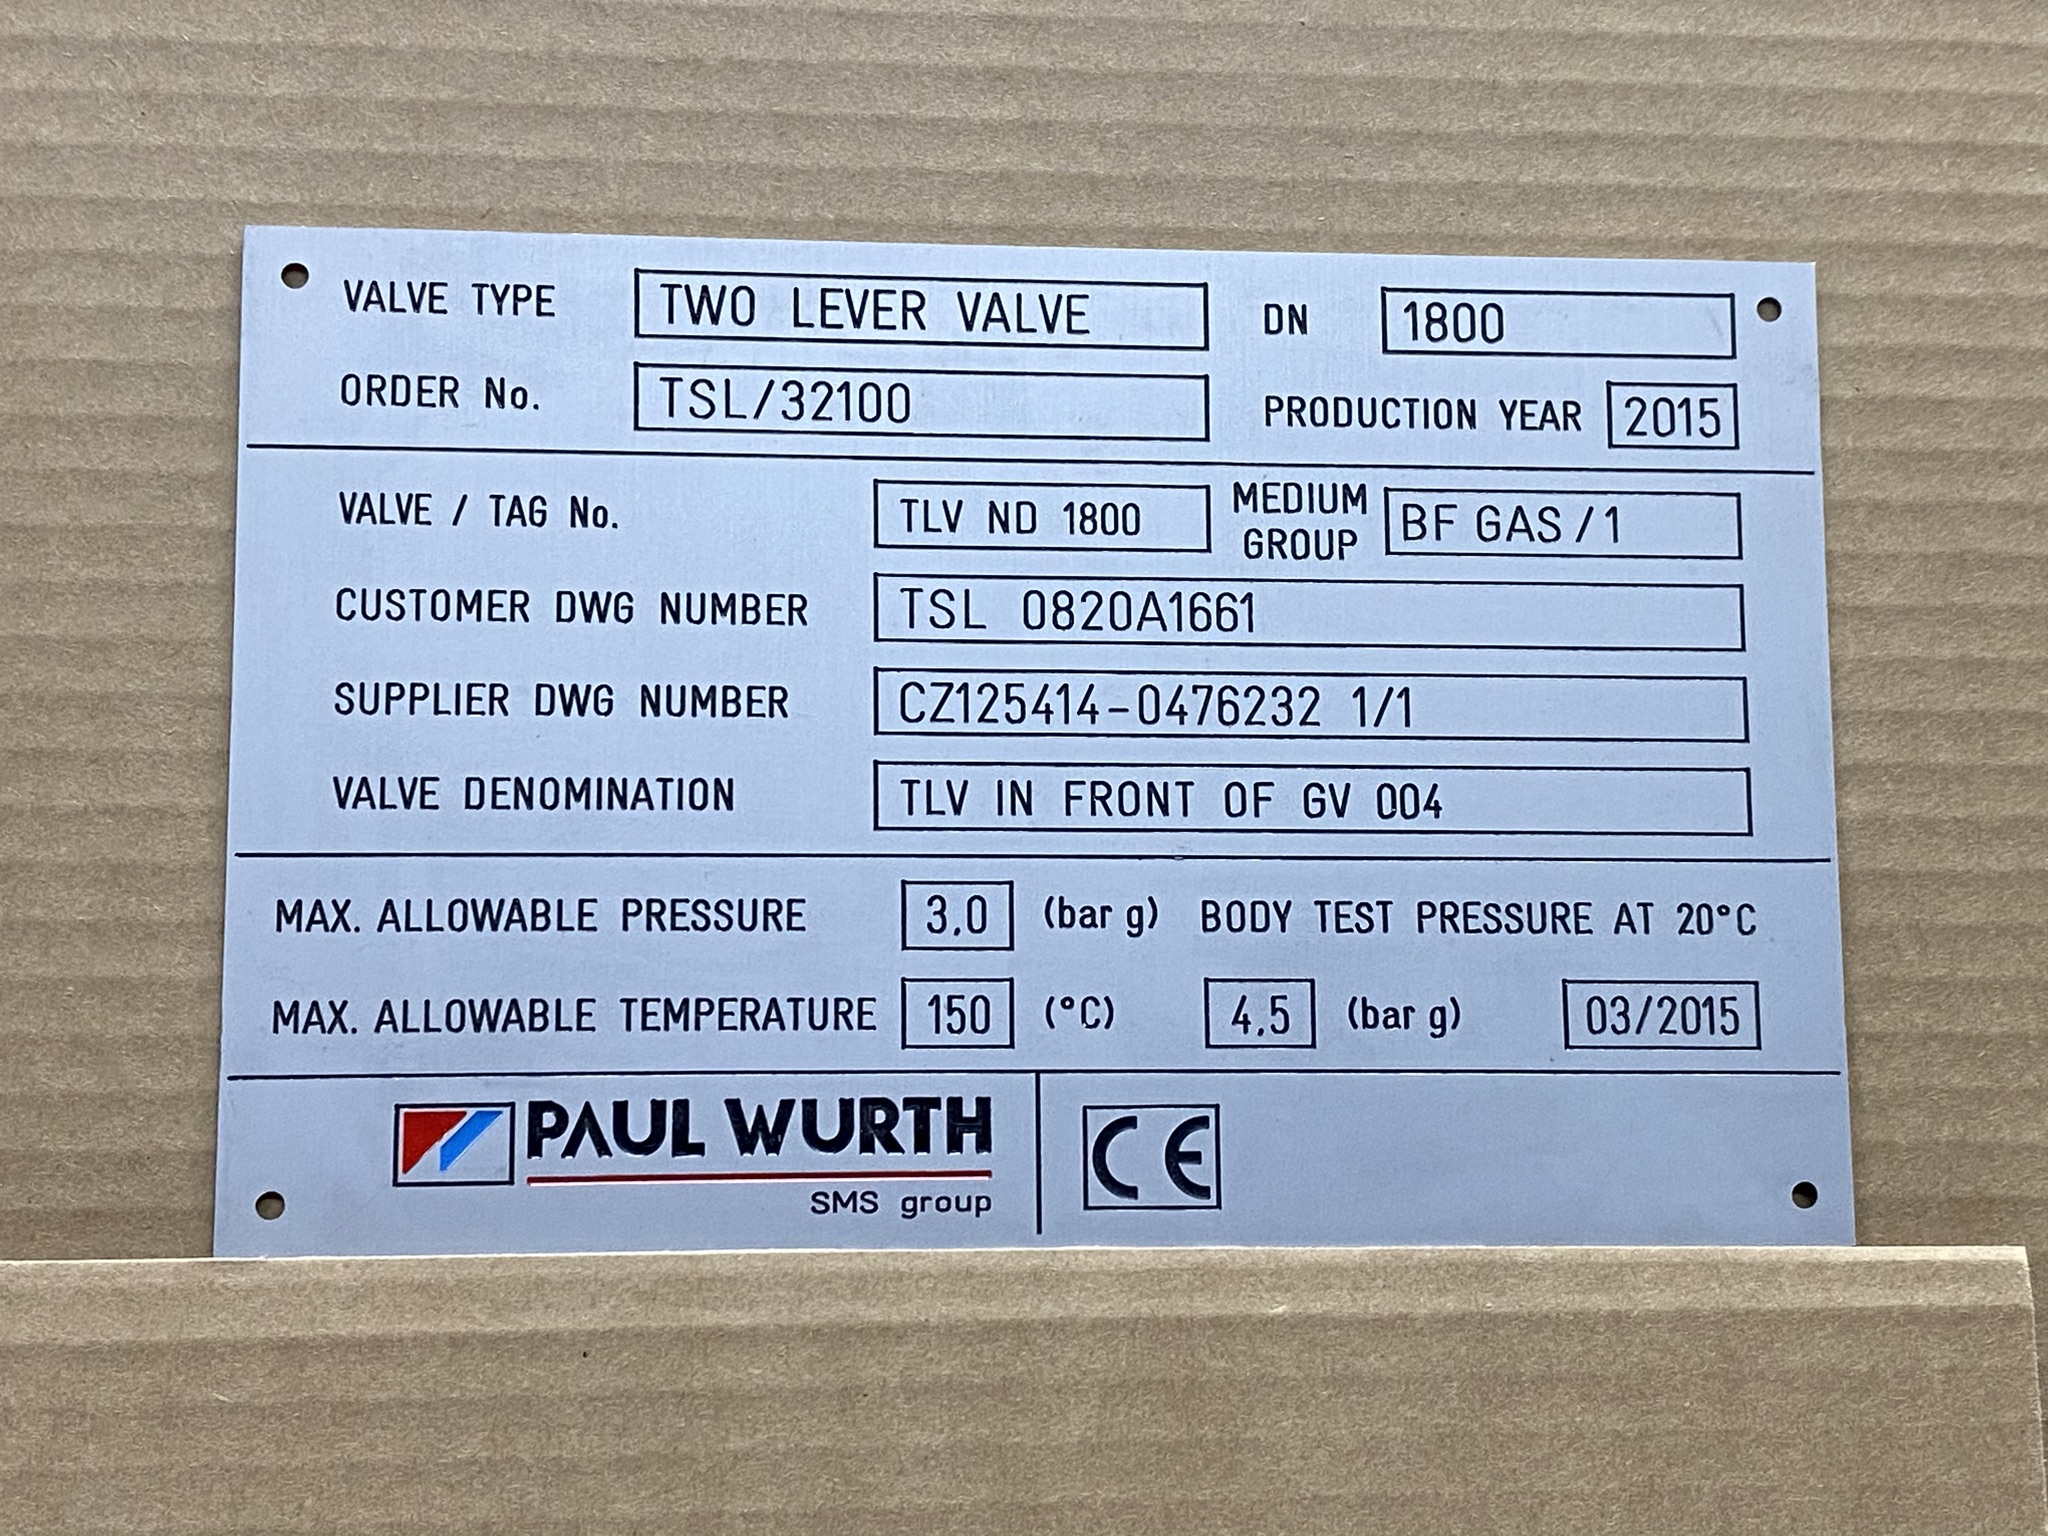 VALVE TYPE TWO LEVER VALVE DN 1800
ORDER No. TSL/32100 PRODUCTION YEAR 2015
VALVE / TAG No. TLV ND 1800 MEDIUM GROUP BF GAS / 1
CUSTOMER DWG NUMBER TSL 0820A1661
SUPPLIER DWG NUMBER CZ125414-0476232 1/1
VALVE DENOMINATION TLV IN FRONT OF GV 004
MAX. ALLOWABLE PRESSURE 3.0 (bar g) BODY TEST PRESSURE AT 20°C
MAX. ALLOWABLE TEMPERATURE 150 (°C) 4.5 (bar g) 03/2015
PAUL WURTH CE
SMS group